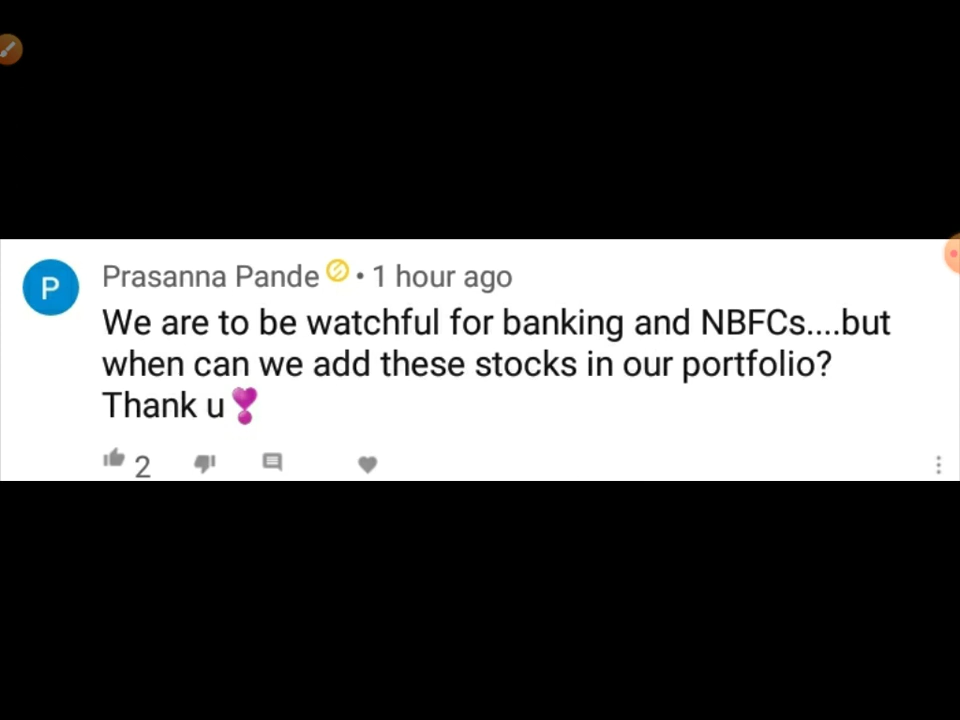 P
Prasanna Pande • 1 hour ago
We are to be watchful for banking and NBFCs....but
when can we add these stocks in our portfolio?
Thank u❣
2